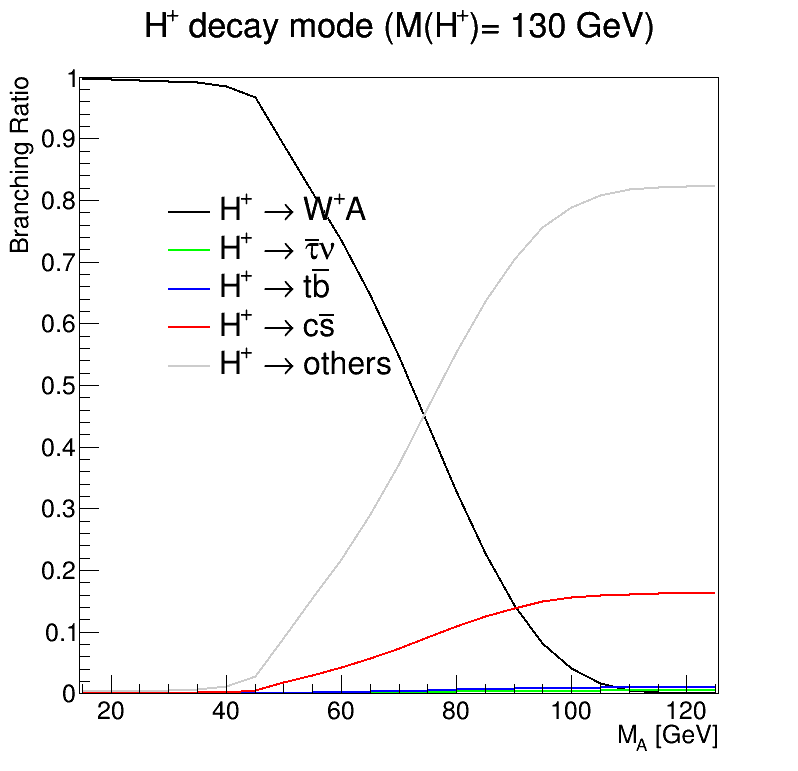 H⁺ decay mode (M(H⁺)= 130 GeV)
Branching Ratio
1
0.9
0.8
0.7
0.6
0.5
0.4
0.3
0.2
0.1
0
H⁺ → W⁺A
H⁺ → τ̄ν
H⁺ → tb̄
H⁺ → cs̄
H⁺ → others
20 40 60 80 100 120
M_A [GeV]